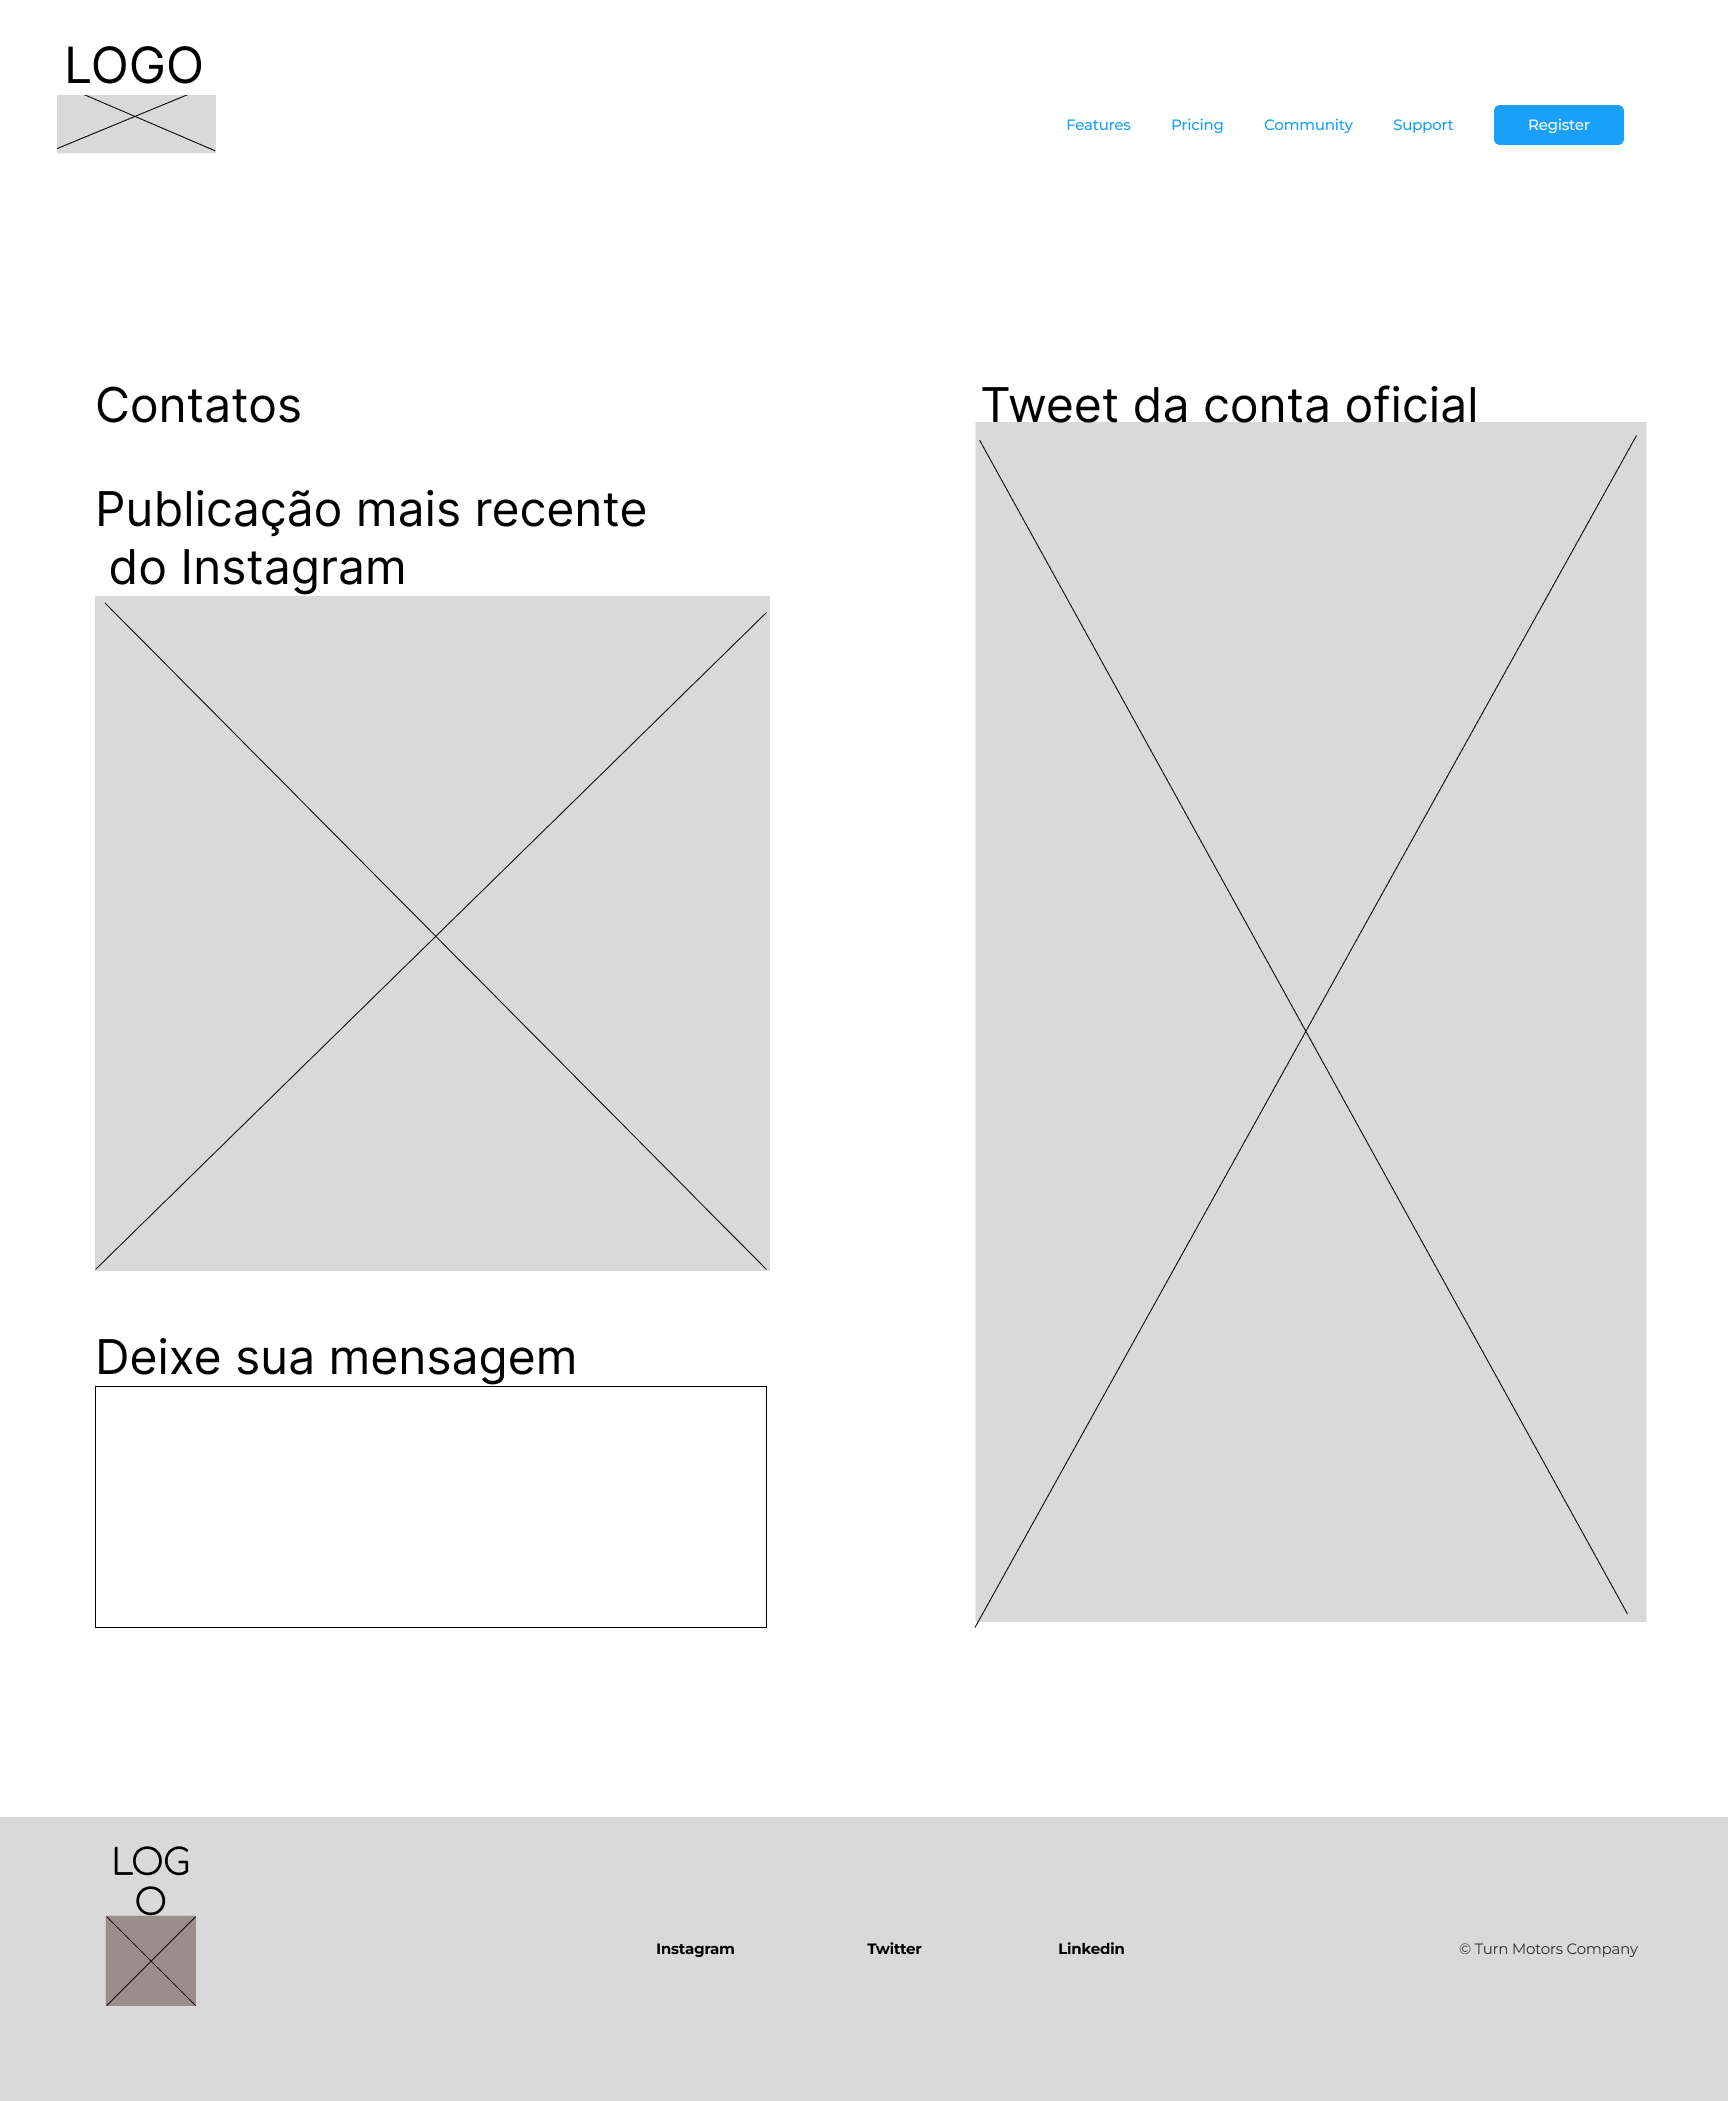 LOGO
Features
Pricing
Community
Support
Register
Contatos
Publicação mais recente
do Instagram
Deixe sua mensagem
Tweet da conta oficial
LOG
O
Instagram
Twitter
Linkedin
© Turn Motors Company